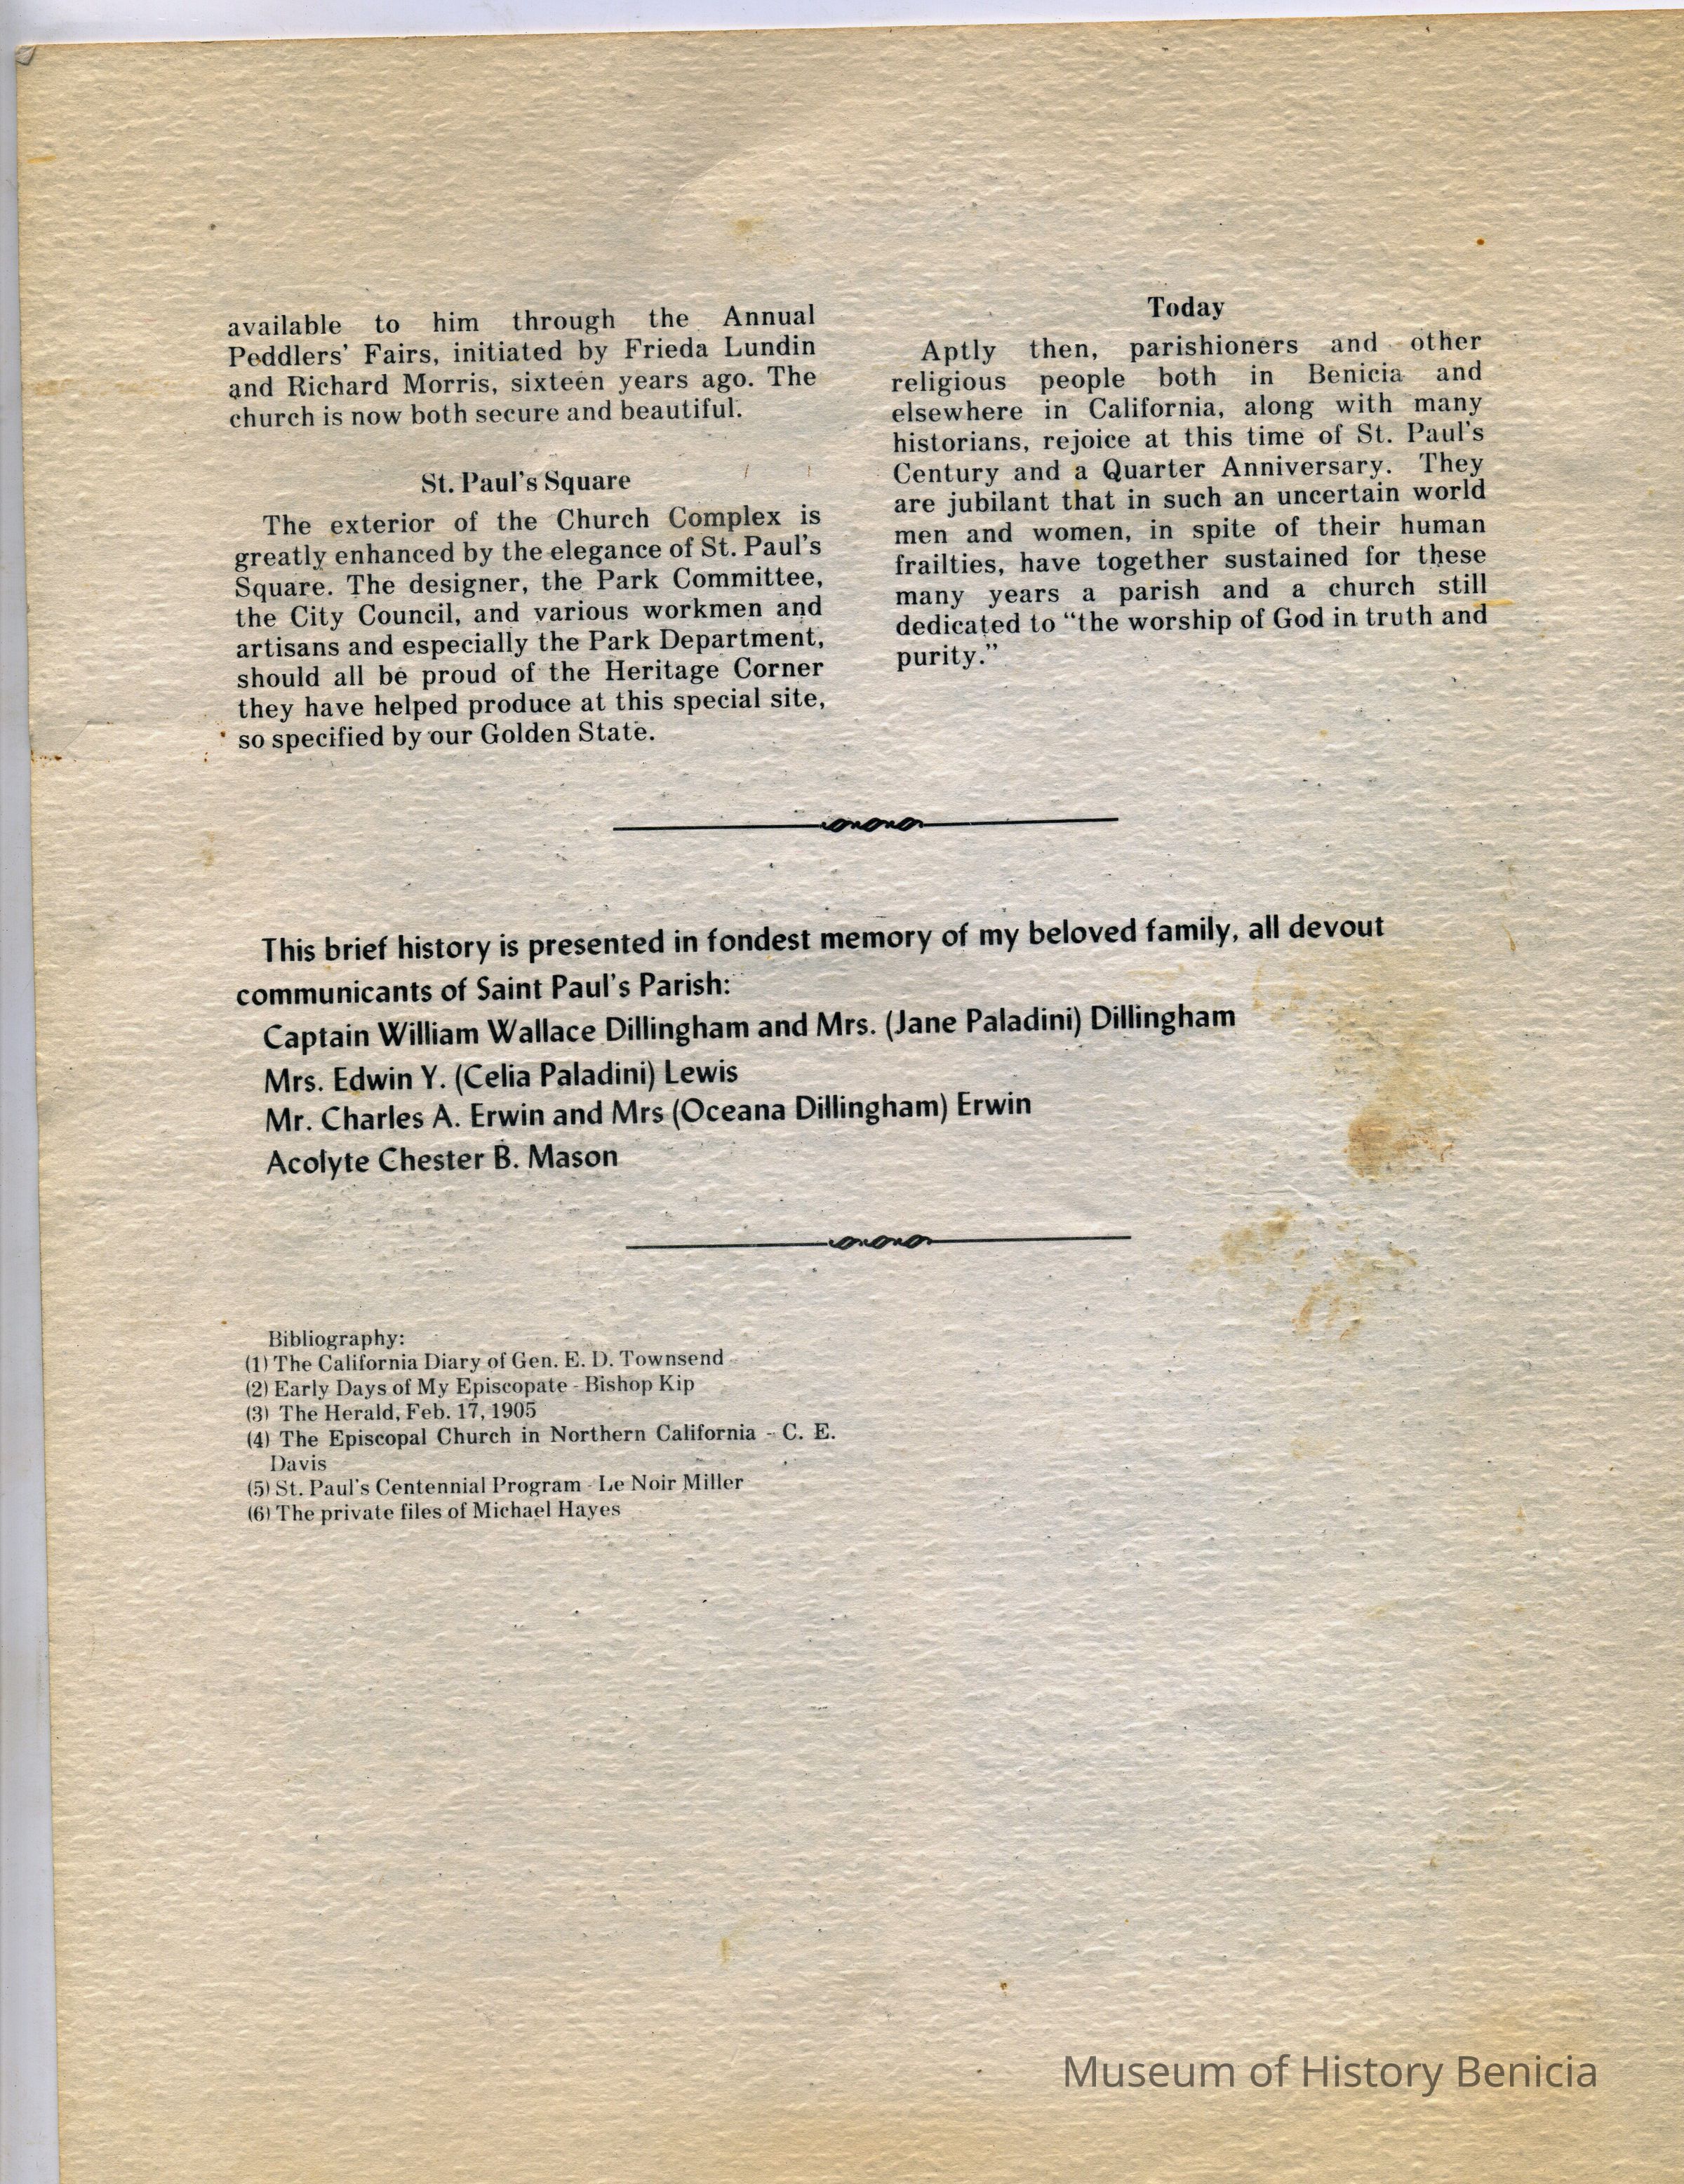 available to him through the Annual
Peddlers' Fairs, initiated by Frieda Lundin
and Richard Morris, sixteen years ago. The
church is now both secure and beautiful.
St. Paul's Square
The exterior of the Church Complex is
greatly enhanced by the elegance of St. Paul's
Square. The designer, the Park Committee,
the City Council, and various workmen and
artisans and especially the Park Department,
should all be proud of the Heritage Corner
they have helped produce at this special site,
so specified by our Golden State.
Today
Aptly then, parishioners and other
religious people both in Benicia and
elsewhere in California, along with many
historians, rejoice at this time of St. Paul's
Century and a Quarter Anniversary. They
are jubilant that in such an uncertain world
men and women, in spite of their human
frailties, have together sustained for these
many years a parish and a church still
dedicated to "the worship of God in truth and
purity."
This brief history is presented in fondest memory of my beloved family, all devout
communicants of Saint Paul's Parish:
Captain William Wallace Dillingham and Mrs. (Jane Paladini) Dillingham
Mrs. Edwin Y. (Celia Paladini) Lewis
Mr. Charles A. Erwin and Mrs (Oceana Dillingham) Erwin
Acolyte Chester B. Mason
Bibliography:
(1) The California Diary of Gen. E. D. Townsend
(2) Early Days of My Episcopate - Bishop Kip
(3) The Herald, Feb. 17, 1905
(4) The Episcopal Church in Northern California - C. E.
Davis
(5) St. Paul's Centennial Program - Le Noir Miller
(6) The private files of Michael Hayes
Museum of History Benicia